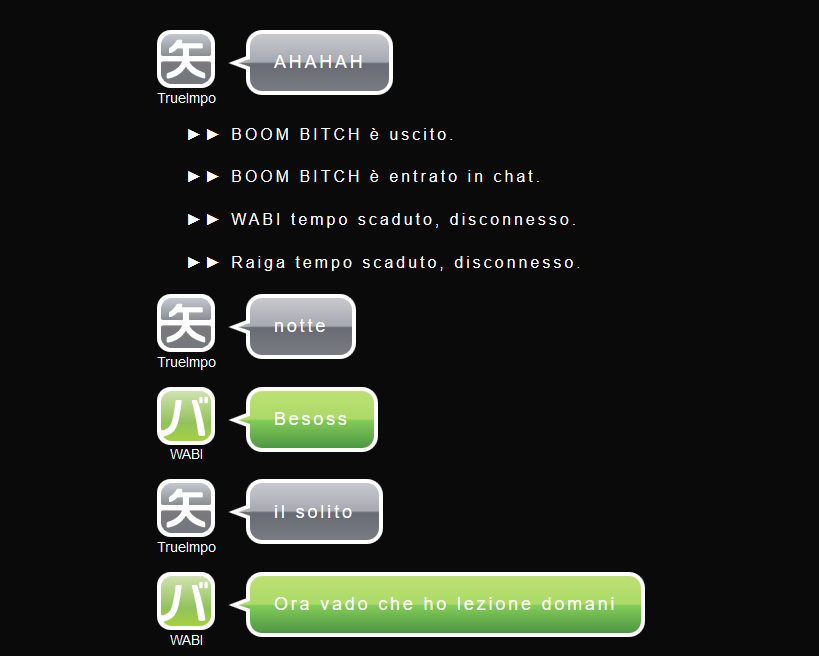 矢
AHAHAH
TrueImpo
►► BOOM BITCH è uscito.
►► BOOM BITCH è entrato in chat.
►► WABI tempo scaduto, disconnesso.
►► Raiga tempo scaduto, disconnesso.
矢
notte
TrueImpo
バ
Besoss
WABI
矢
il solito
TrueImpo
バ
Ora vado che ho lezione domani
WABI